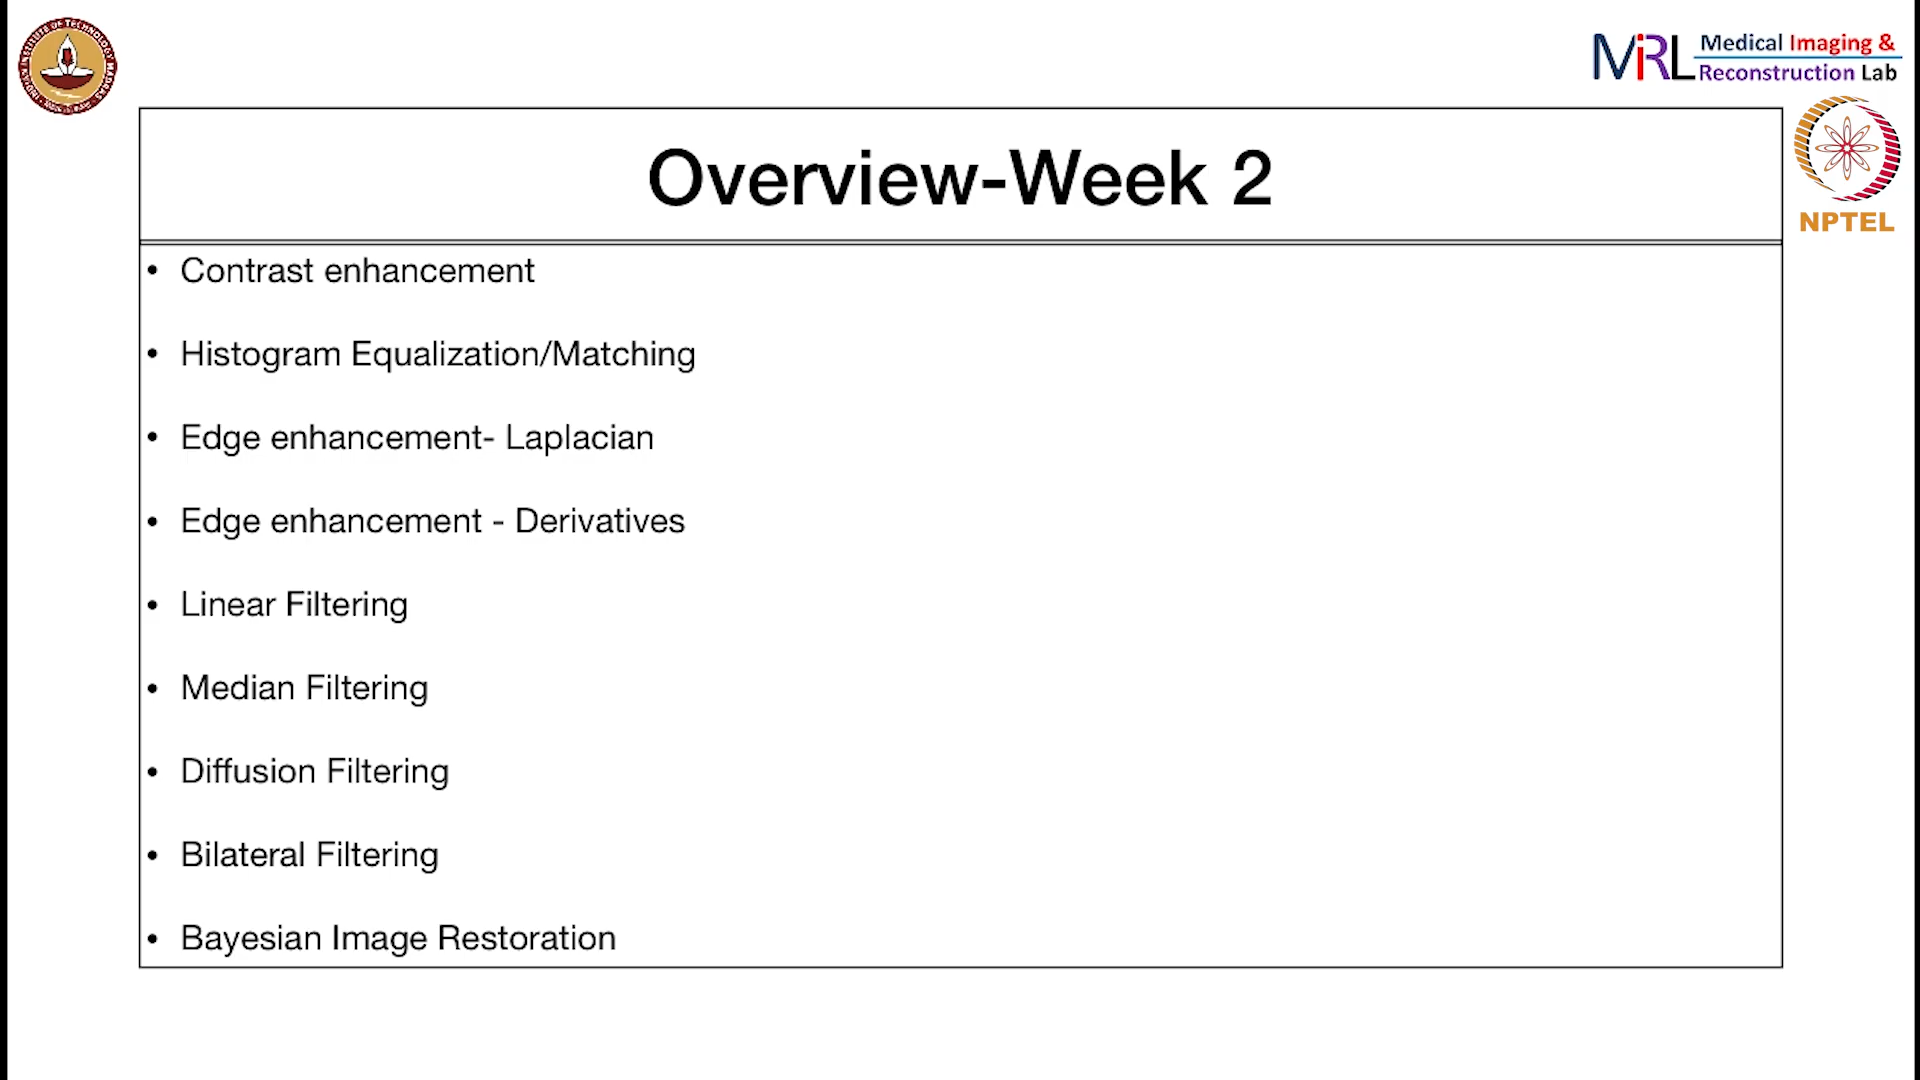 Medical Imaging &
MiRL Reconstruction Lab
Overview-Week 2
NPTEL
• Contrast enhancement
• Histogram Equalization/Matching
• Edge enhancement- Laplacian
• Edge enhancement - Derivatives
• Linear Filtering
• Median Filtering
• Diffusion Filtering
• Bilateral Filtering
• Bayesian Image Restoration